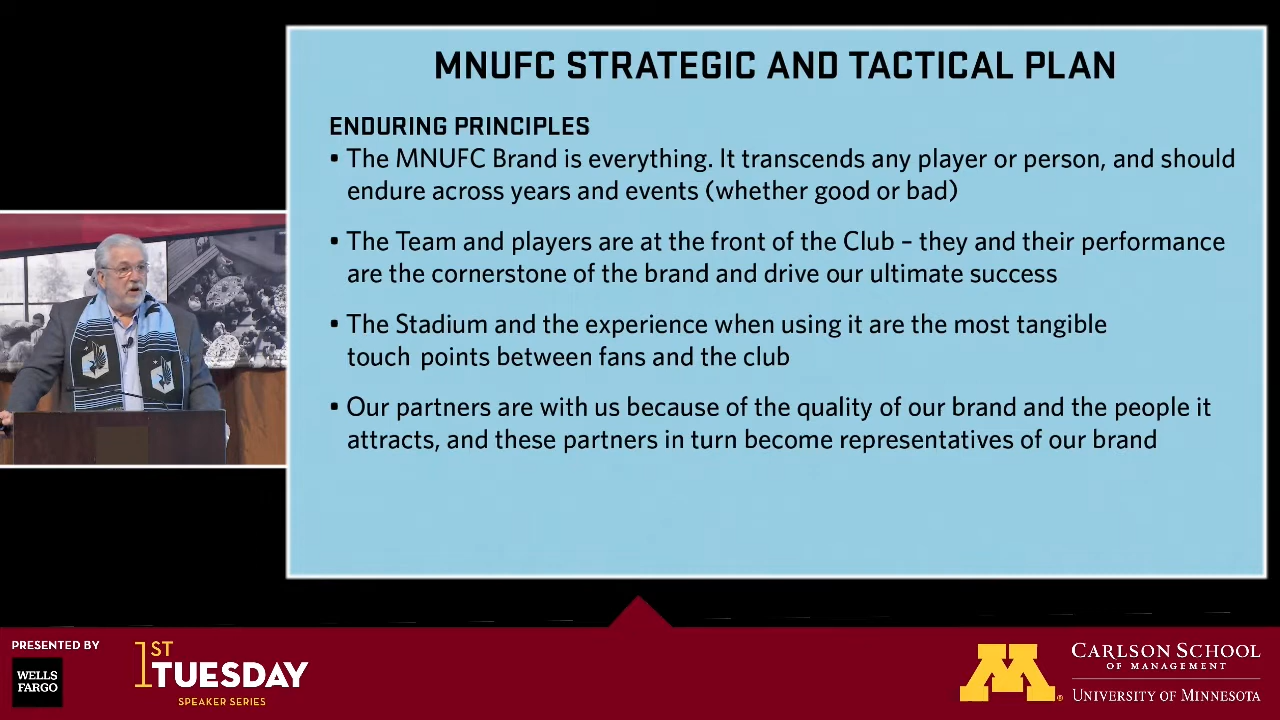 MNUFC STRATEGIC AND TACTICAL PLAN
ENDURING PRINCIPLES
• The MNUFC Brand is everything. It transcends any player or person, and should
endure across years and events (whether good or bad)
• The Team and players are at the front of the Club – they and their performance
are the cornerstone of the brand and drive our ultimate success
• The Stadium and the experience when using it are the most tangible
touch points between fans and the club
• Our partners are with us because of the quality of our brand and the people it
attracts, and these partners in turn become representatives of our brand
PRESENTED BY
WELLS
FARGO
1ST
TUESDAY
SPEAKER SERIES
M
CARLSON SCHOOL
OF MANAGEMENT
UNIVERSITY OF MINNESOTA